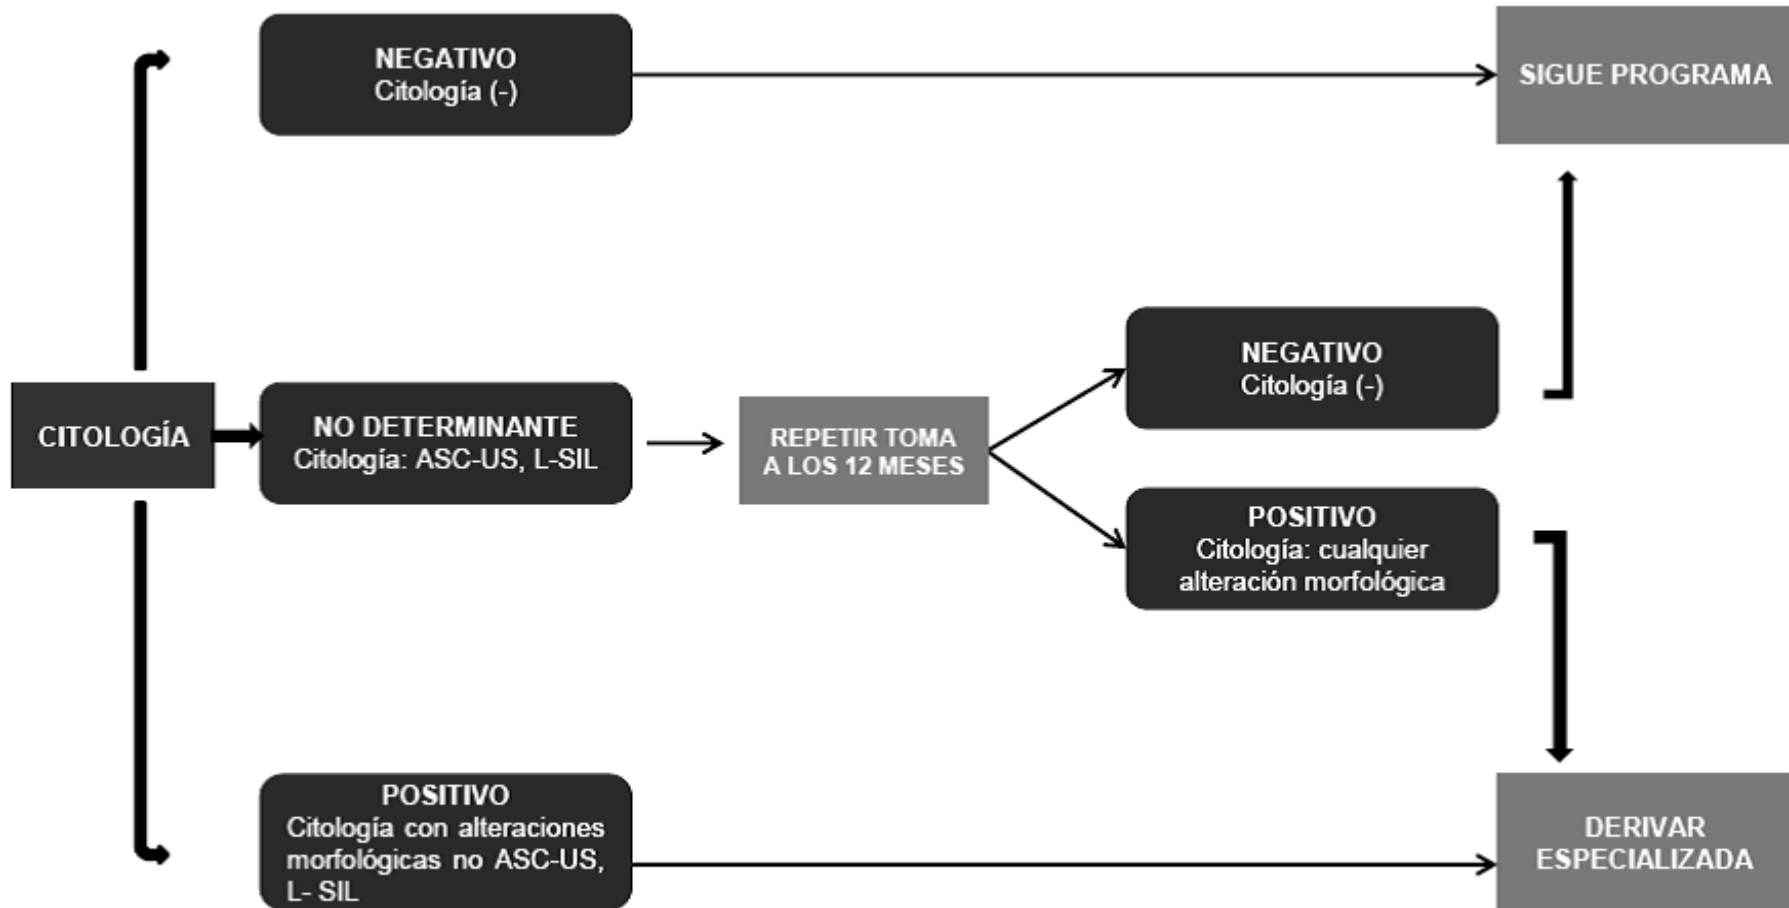 NEGATIVO
Citología (-)
SIGUE PROGRAMA
CITOLOGÍA
NO DETERMINANTE
Citología: ASC-US, L-SIL
REPETIR TOMA
A LOS 12 MESES
NEGATIVO
Citología (-)
POSITIVO
Citología: cualquier
alteración morfológica
POSITIVO
Citología con alteraciones
morfológicas no ASC-US,
L- SIL
DERIVAR
ESPECIALIZADA